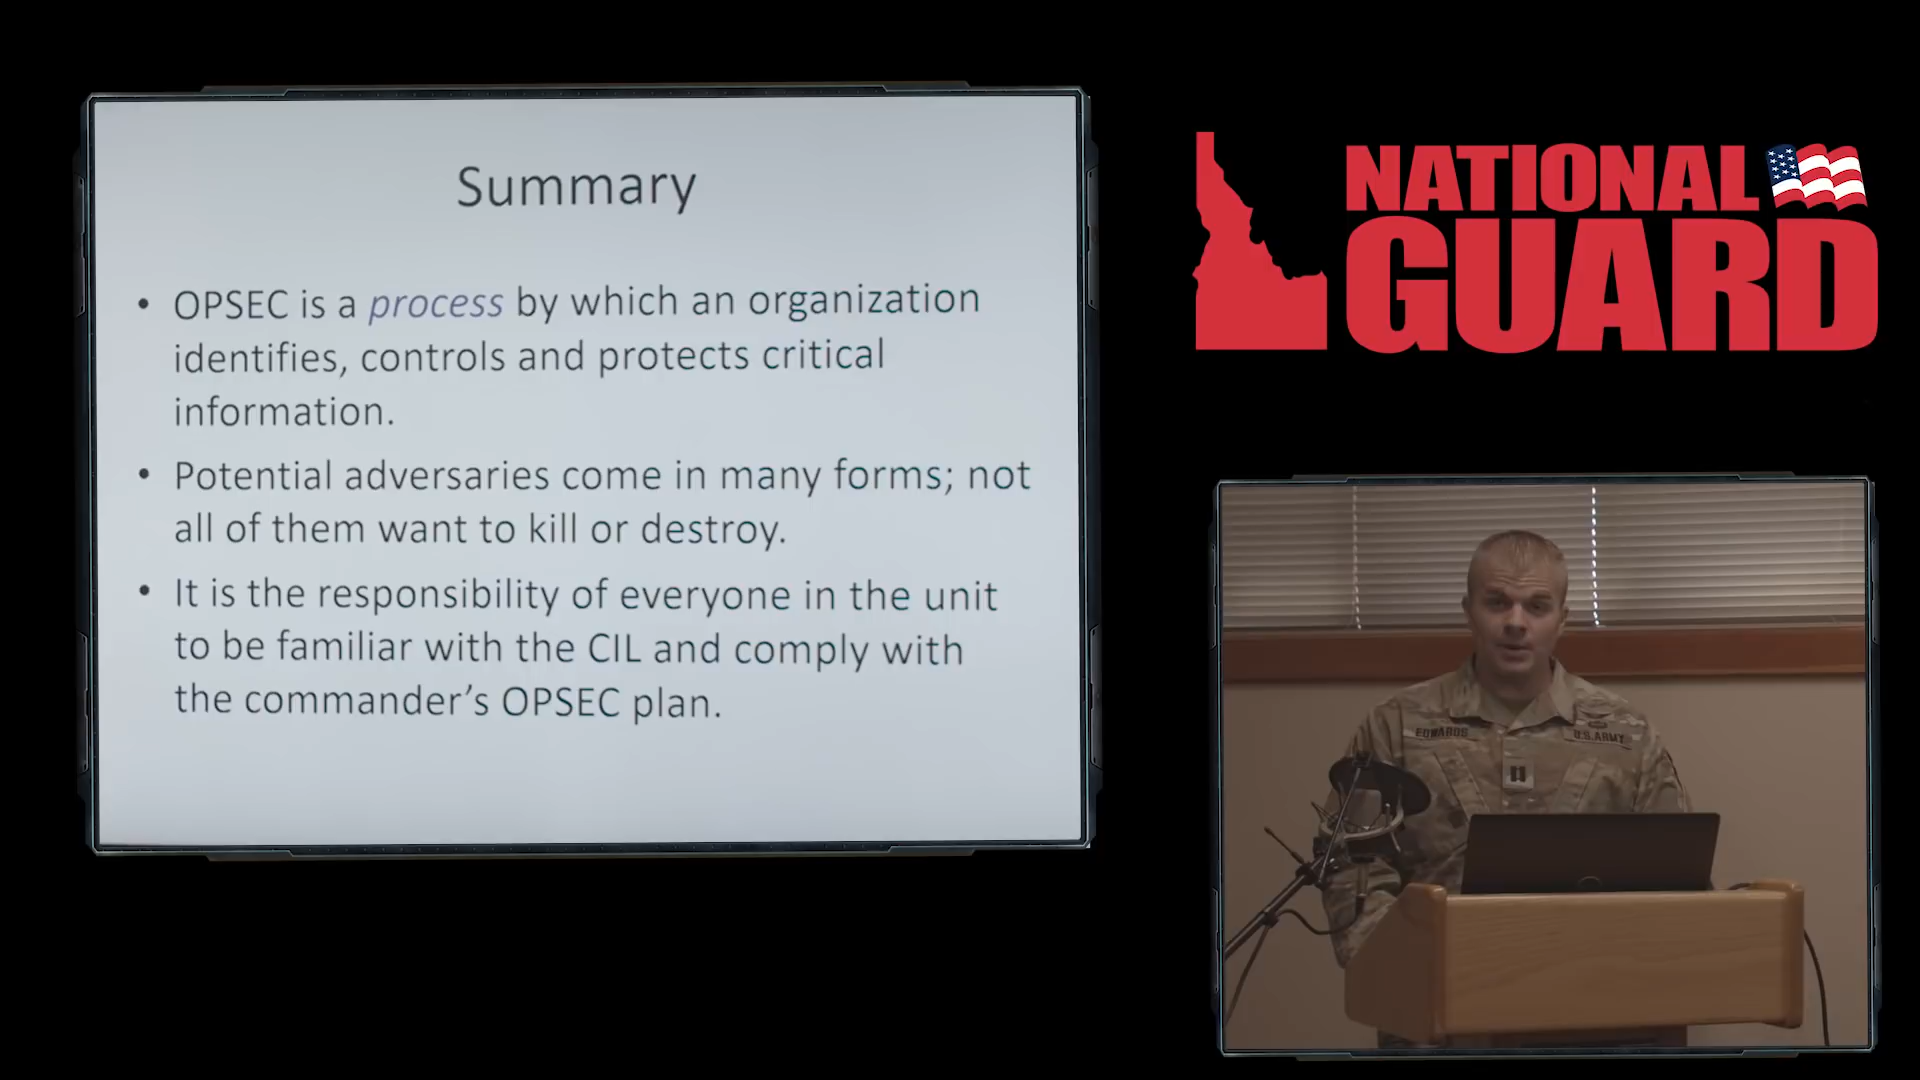 Summary
• OPSEC is a process by which an organization
identifies, controls and protects critical
information.
• Potential adversaries come in many forms; not
all of them want to kill or destroy.
• It is the responsibility of everyone in the unit
to be familiar with the CIL and comply with
the commander’s OPSEC plan.
NATIONAL
GUARD
EDWARDS
U.S. ARMY